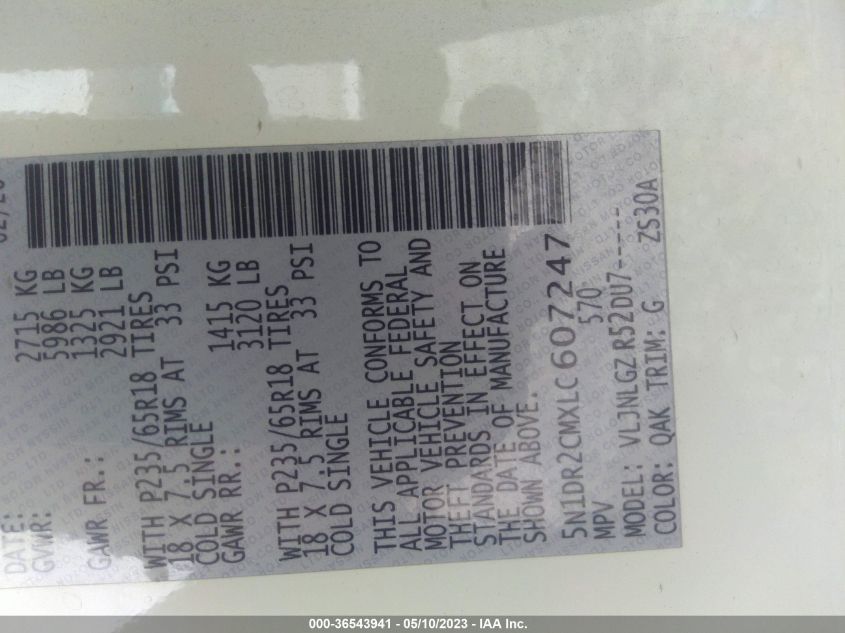 DATE:
GVWR: 2715 KG
5986 LB
GAWR FR.: 1325 KG
2921 LB
WITH P235/65R18 TIRES
18 X 7.5 RIMS AT 33 PSI
COLD SINGLE
GAWR RR.: 1415 KG
3120 LB
WITH P235/65R18 TIRES
18 X 7.5 RIMS AT 33 PSI
COLD SINGLE
THIS VEHICLE CONFORMS TO
ALL APPLICABLE FEDERAL
MOTOR VEHICLE SAFETY AND
THEFT PREVENTION
STANDARDS IN EFFECT ON
THE DATE OF MANUFACTURE
SHOWN ABOVE.
5N1DR2CMXLC607247
MPV 570
MODEL: VLJNLGZ R52DU7-----
COLOR: QAK TRIM: G ZS30A
000-36543941 - 05/10/2023 - IAA Inc.